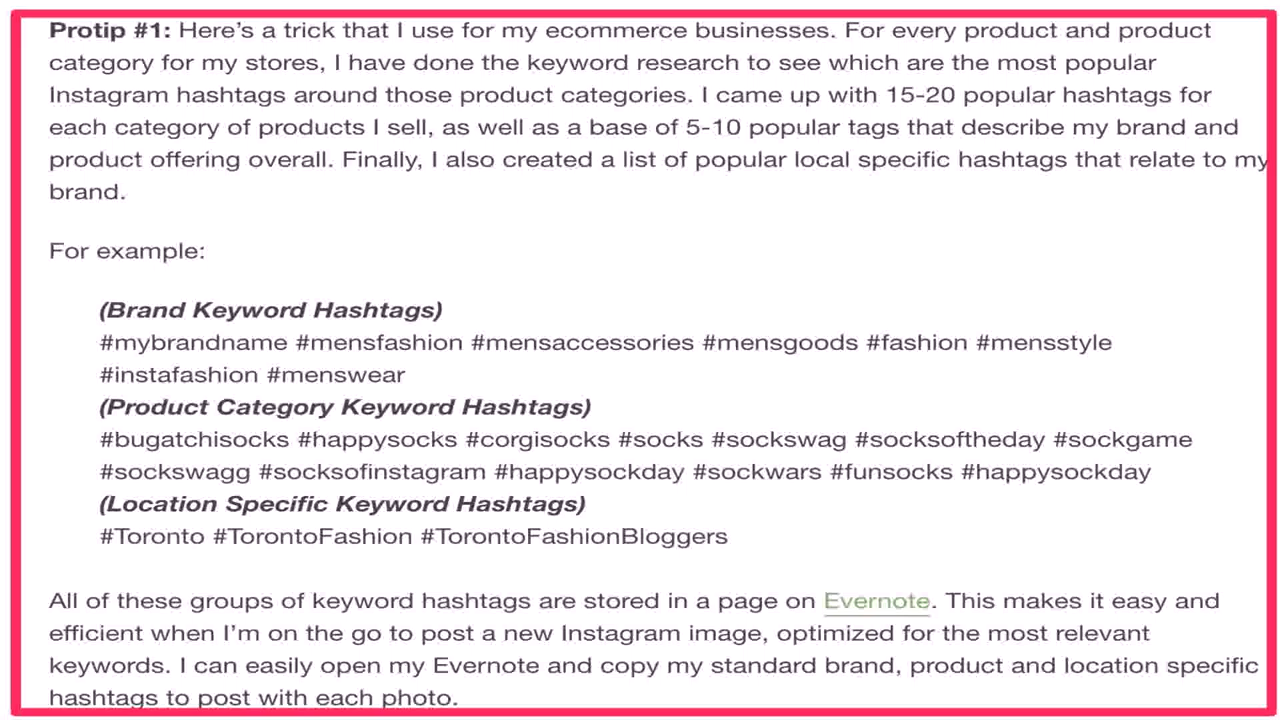 Protip #1: Here’s a trick that I use for my ecommerce businesses. For every product and product
category for my stores, I have done the keyword research to see which are the most popular
Instagram hashtags around those product categories. I came up with 15-20 popular hashtags for
each category of products I sell, as well as a base of 5-10 popular tags that describe my brand and
product offering overall. Finally, I also created a list of popular local specific hashtags that relate to my
brand.
For example:
(Brand Keyword Hashtags)
#mybrandname #mensfashion #mensaccessories #mensgoods #fashion #mensstyle
#instafashion #menswear
(Product Category Keyword Hashtags)
#bugatchisocks #happysocks #corgisocks #socks #sockswag #socksoftheday #sockgame
#sockswagg #socksofinstagram #happysockday #sockwars #funsocks #happysockday
(Location Specific Keyword Hashtags)
#Toronto #TorontoFashion #TorontoFashionBloggers
All of these groups of keyword hashtags are stored in a page on Evernote. This makes it easy and
efficient when I’m on the go to post a new Instagram image, optimized for the most relevant
keywords. I can easily open my Evernote and copy my standard brand, product and location specific
hashtags to post with each photo.